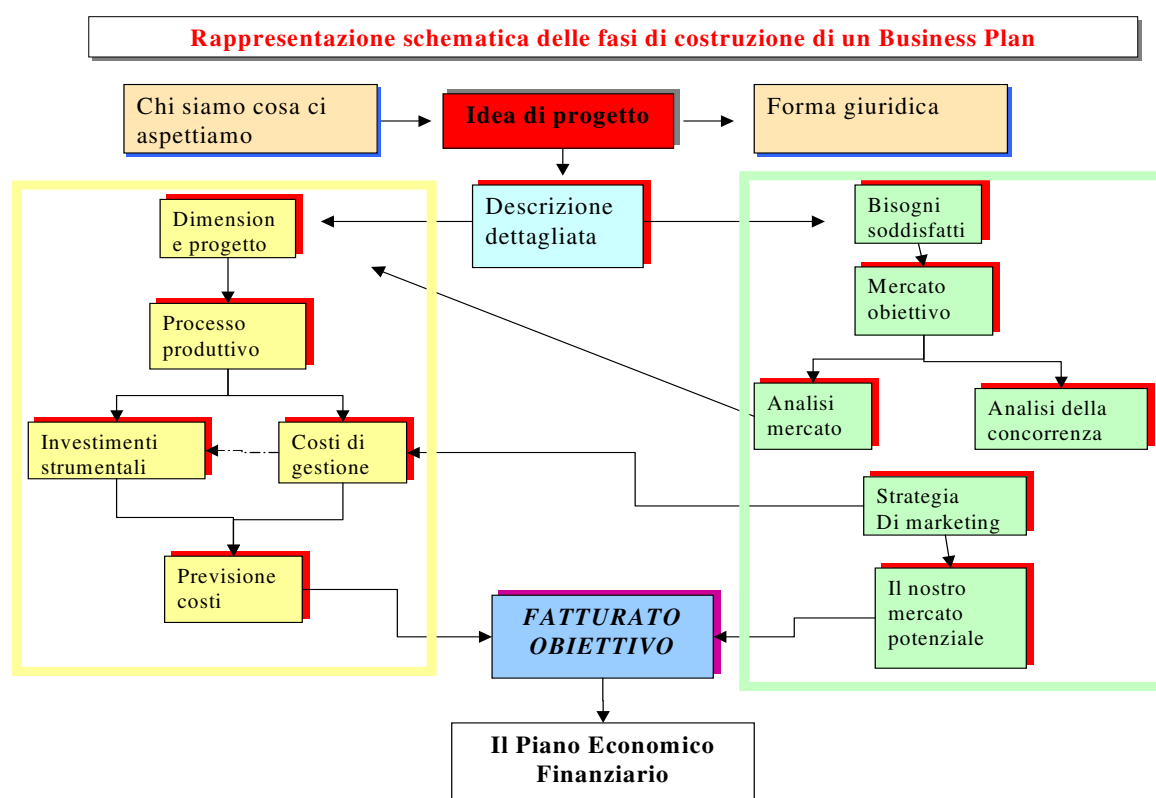 Rappresentazione schematica delle fasi di costruzione di un Business Plan
Chi siamo cosa ci
aspettiamo
Idea di progetto
Forma giuridica
Descrizione
dettagliata
Dimension
e progetto
Processo
produttivo
Investimenti
strumentali
Costi di
gestione
Previsione
costi
Bisogni
soddisfatti
Mercato
obiettivo
Analisi
mercato
Analisi della
concorrenza
Strategia
Di marketing
Il nostro
mercato
potenziale
FATTURATO
OBIETTIVO
Il Piano Economico
Finanziario